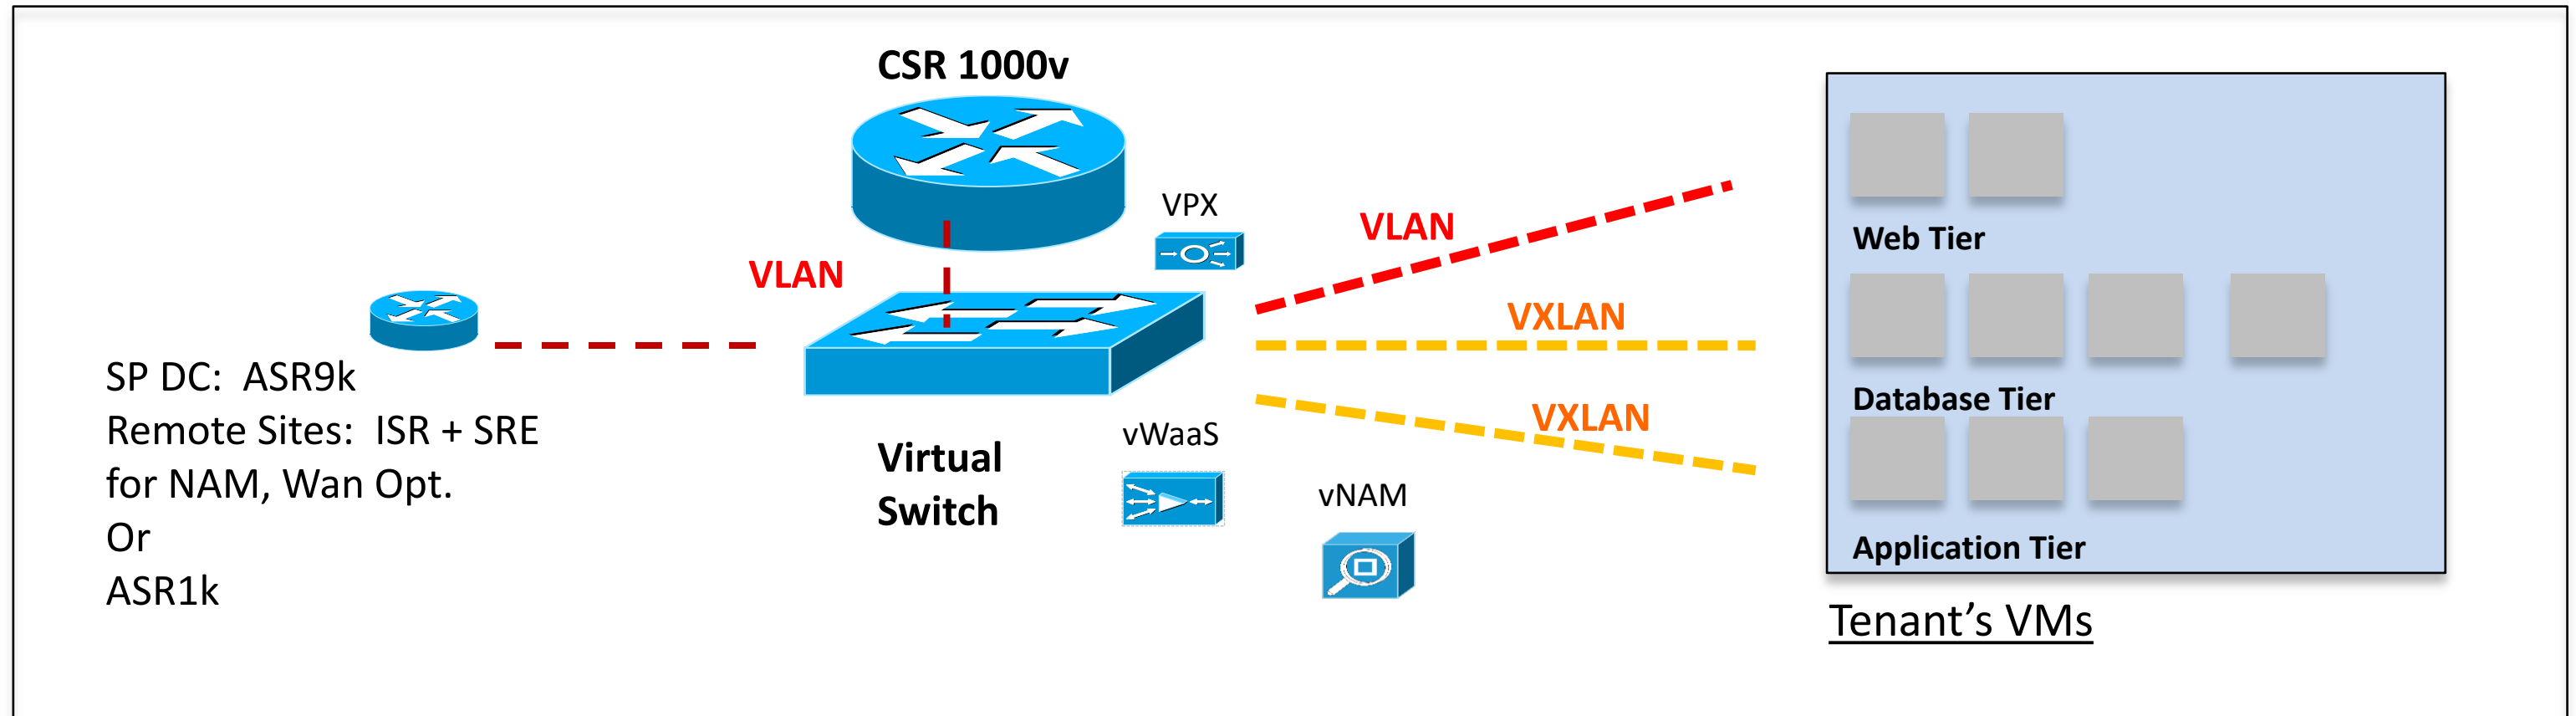 CSR 1000v
VPX
VLAN
VLAN
VXLAN
VXLAN
SP DC:  ASR9k
Remote Sites:  ISR + SRE
for NAM, Wan Opt.
Or
ASR1k
Virtual
Switch
vWaaS
vNAM
Web Tier
Database Tier
Application Tier
Tenant’s VMs